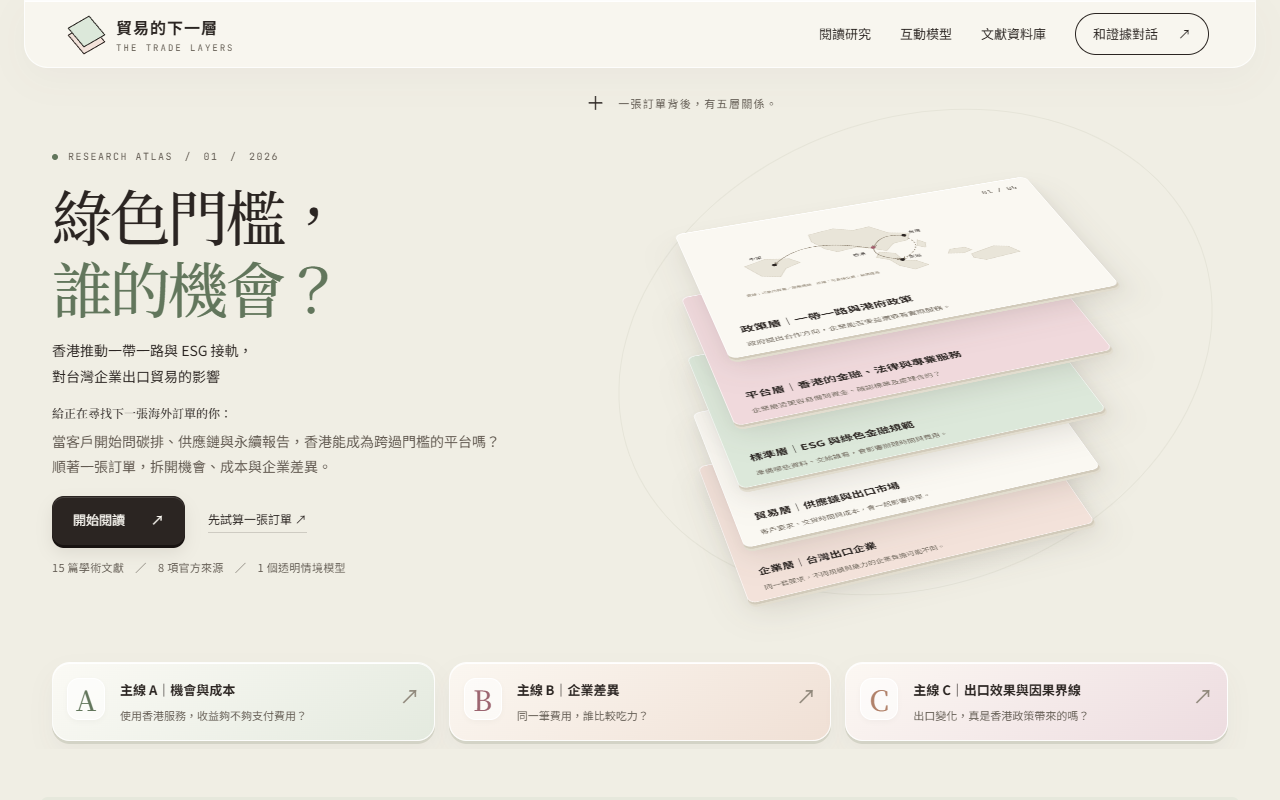 貿易的下一層
THE TRADE LAYERS
閱讀研究
互動模型
文獻資料庫
和證據對話 ↗
一張訂單背後，有五層關係。
RESEARCH ATLAS / 01 / 2026
綠色門檻，
誰的機會？
香港推動一帶一路與 ESG 接軌，
對台灣企業出口貿易的影響
給正在尋找下一張海外訂單的你：
當客戶開始問碳排、供應鏈與永續報告，香港能成為跨過門檻的平台嗎？
順著一張訂單，拆開機會、成本與企業差異。
開始閱讀 ↗
先試算一張訂單 ↗
15 篇學術文獻 ／ 8 項官方來源 ／ 1 個透明情境模型
政策層｜一帶一路與港府政策
平台層｜香港的金融、法律與專業服務
標準層｜ESG 與綠色金融規範
貿易層｜供應鏈與出口市場
企業層｜台灣出口企業
A
主線 A｜機會與成本 ↗
使用香港服務，收益夠不夠支付費用？
B
主線 B｜企業差異 ↗
同一筆費用，誰比較吃力？
C
主線 C｜出口效果與因果界線 ↗
出口變化，真是香港政策帶來的嗎？